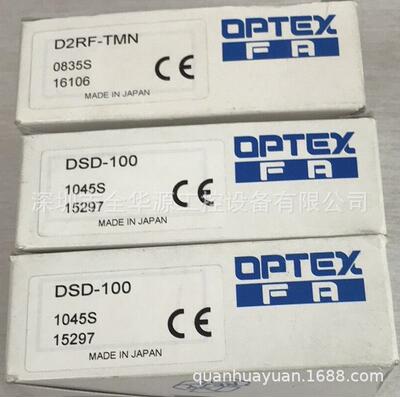 D2RF-TMN
0835S
16106
CE
MADE IN JAPAN
OPTEX
FA
DSD-100
1045S
15297
CE
MADE IN JAPAN
OPTEX
FA
深圳市全华源工控设备有限公司
DSD-100
1045S
15297
CE
MADE IN JAPAN
OPTEX
FA
quanhuayuan.1688.com